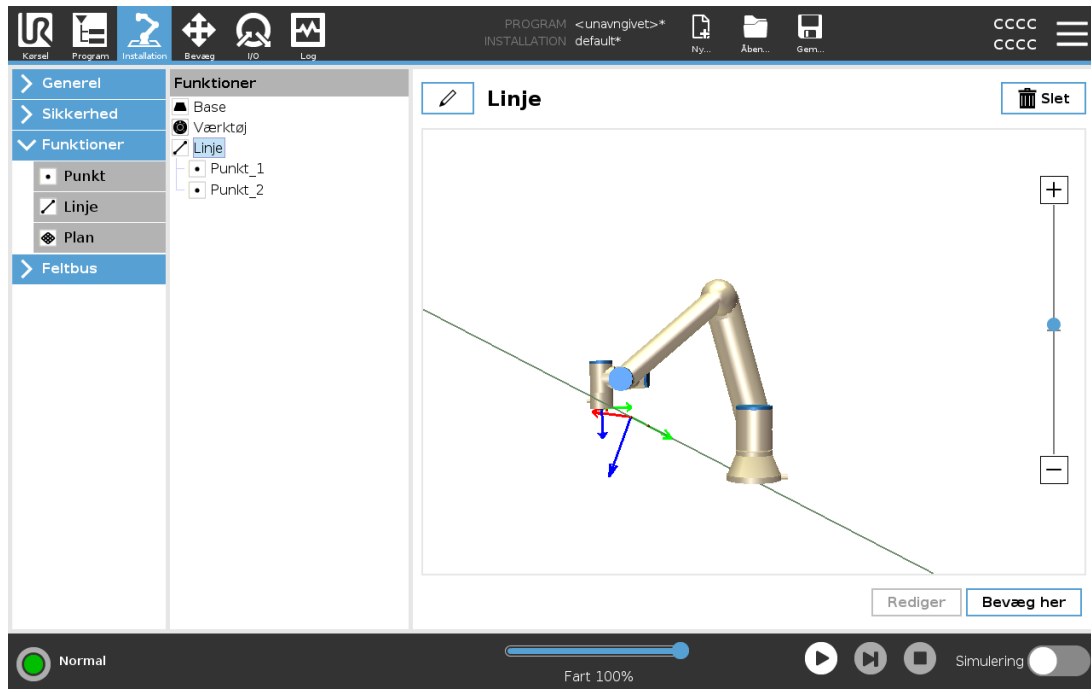 UR
PROGRAM <unavngivet>*
INSTALLATION default*
CCCC
CCCC
Kørsel
Program
Installation
Bevæg
I/O
Log
Ny...
Åben...
Gem...
Generel
Sikkerhed
Funktioner
Punkt
Linje
Plan
Feltbus
Funktioner
Base
Værktøj
Linje
Punkt_1
Punkt_2
Linje
Slet
Rediger
Bevæg her
Normal
Fart 100%
Simulering